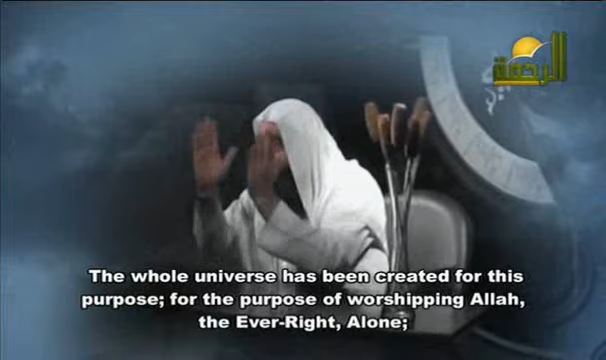 الرحمة
The whole universe has been created for this
purpose; for the purpose of worshipping Allah,
the Ever-Right, Alone;